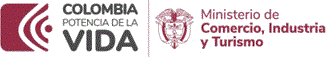 COLOMBIA
POTENCIA DE LA
VIDA
Ministerio de
Comercio, Industria
y Turismo